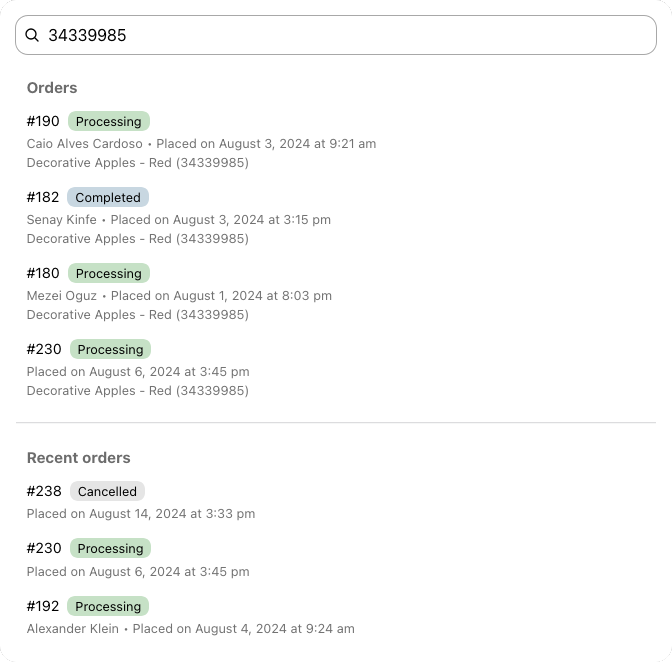 34339985
Orders
#190 Processing
Caio Alves Cardoso • Placed on August 3, 2024 at 9:21 am
Decorative Apples - Red (34339985)
#182 Completed
Senay Kinfe • Placed on August 3, 2024 at 3:15 pm
Decorative Apples - Red (34339985)
#180 Processing
Mezei Oguz • Placed on August 1, 2024 at 8:03 pm
Decorative Apples - Red (34339985)
#230 Processing
Placed on August 6, 2024 at 3:45 pm
Decorative Apples - Red (34339985)
Recent orders
#238 Cancelled
Placed on August 14, 2024 at 3:33 pm
#230 Processing
Placed on August 6, 2024 at 3:45 pm
#192 Processing
Alexander Klein • Placed on August 4, 2024 at 9:24 am